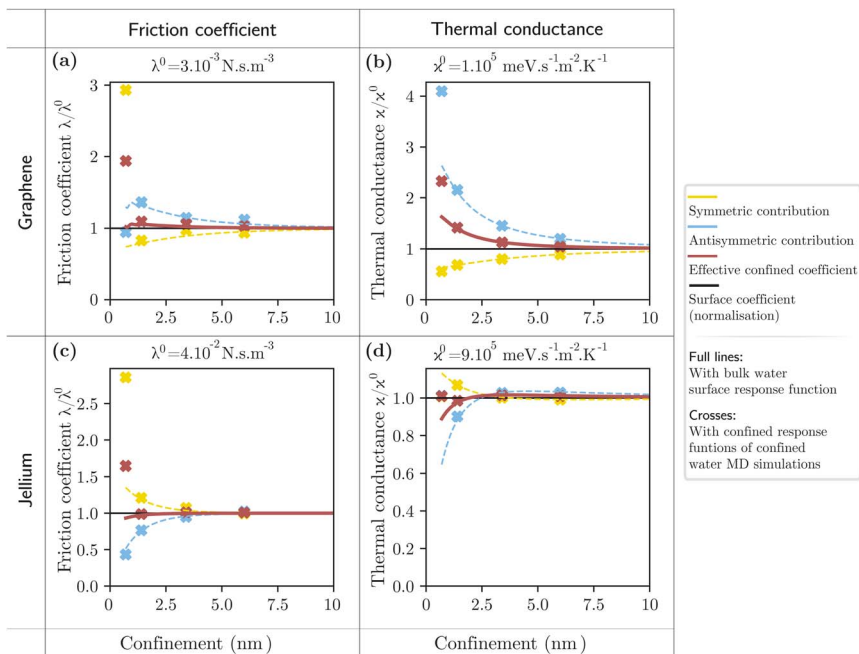 Friction coefficient
Thermal conductance
Graphene
(a)
λ⁰=3.10⁻³ N.s.m⁻³
Friction coefficient λ/λ⁰
3
2
1
0
0
2.5
5.0
7.5
10
(b)
ϰ⁰=1.10⁵ meV.s⁻¹.m².K⁻¹
Thermal conductance ϰ/ϰ⁰
4
3
2
1
0
0
2.5
5.0
7.5
10
Jellium
(c)
λ⁰=4.10⁻² N.s.m⁻³
Friction coefficient λ/λ⁰
2.5
2.0
1.5
1.0
0.5
0.0
0
2.5
5.0
7.5
10
(d)
ϰ⁰=9.10⁵ meV.s⁻¹.m².K⁻¹
Thermal conductance ϰ/ϰ⁰
1.0
0.8
0.6
0.4
0.2
0.0
0
2.5
5.0
7.5
10
Confinement (nm)
Confinement (nm)
Symmetric contribution
Antisymmetric contribution
Effective confined coefficient
Surface coefficient
(normalisation)
Full lines:
With bulk water
surface response function
Crosses:
With confined response
funtions of confined
water MD simulations